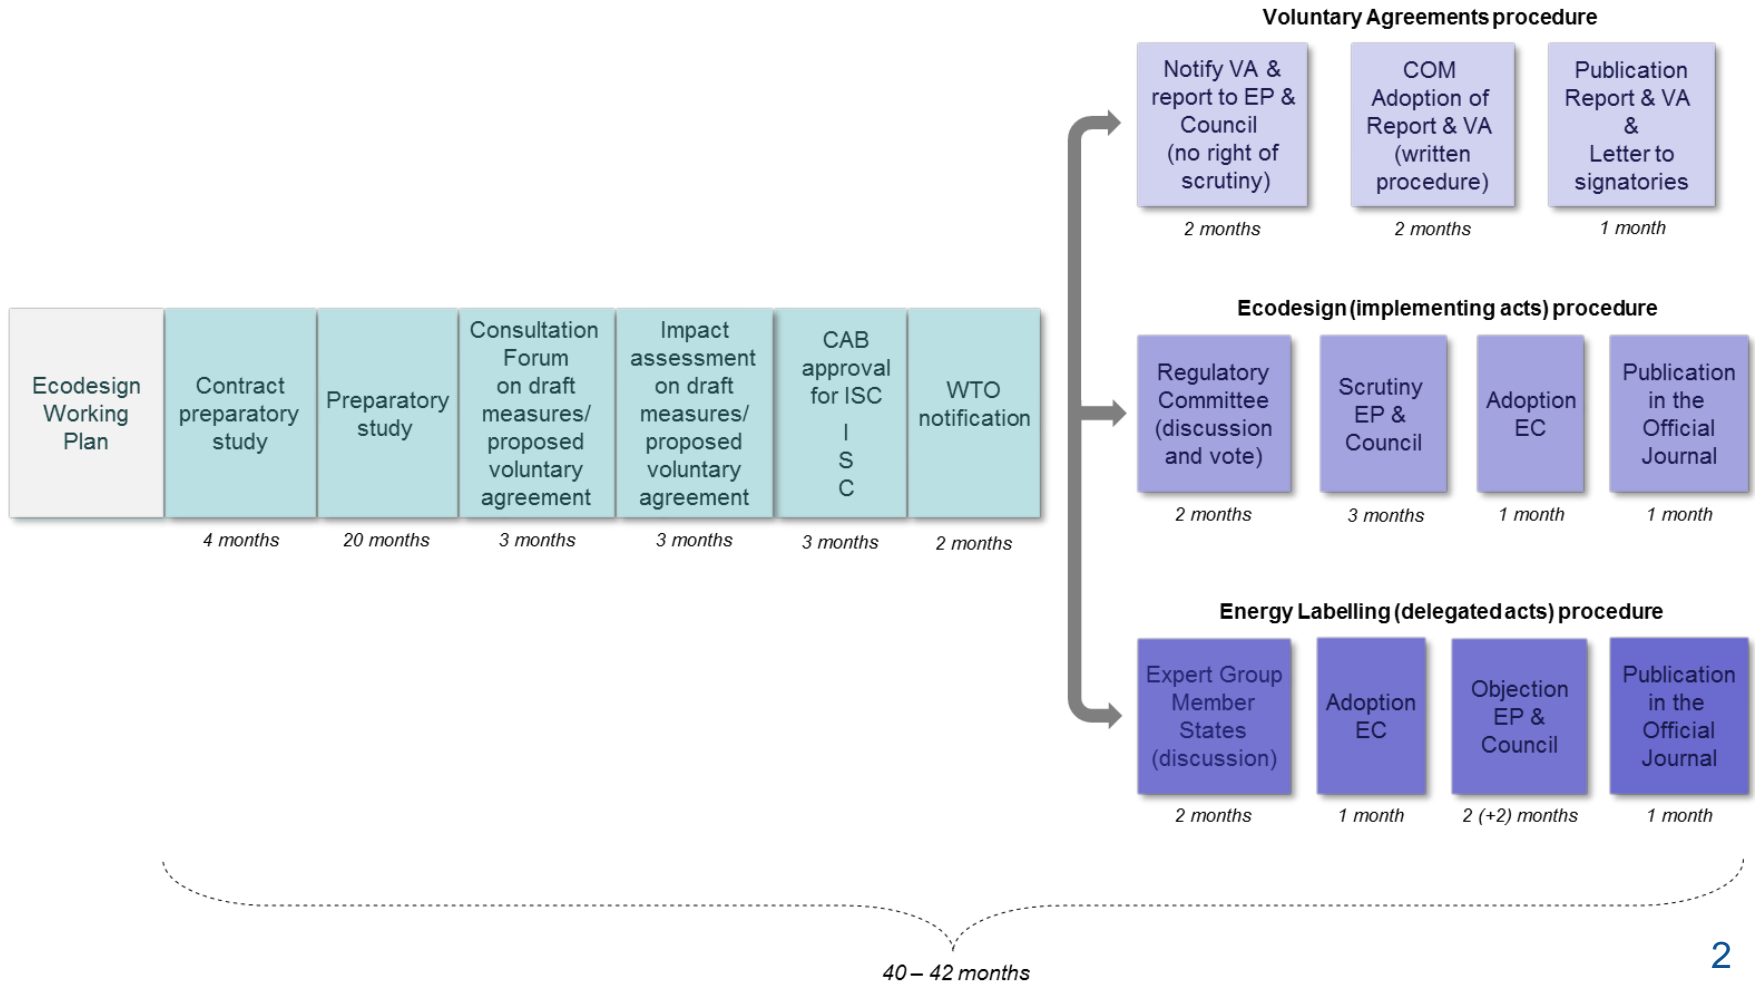 Voluntary Agreements procedure
Notify VA &
report to EP &
Council
(no right of
scrutiny)
2 months
COM
Adoption of
Report & VA
(written
procedure)
2 months
Publication
Report & VA
&
Letter to
signatories
1 month
Ecodesign
Working
Plan
Contract
preparatory
study
4 months
Preparatory
study
20 months
Consultation
Forum
on draft
measures/
proposed
voluntary
agreement
3 months
Impact
assessment
on draft
measures/
proposed
voluntary
agreement
3 months
CAB
approval
for ISC
I
S
C
3 months
WTO
notification
2 months
Ecodesign (implementing acts) procedure
Regulatory
Committee
(discussion
and vote)
2 months
Scrutiny
EP &
Council
3 months
Adoption
EC
1 month
Publication
in the
Official
Journal
1 month
Energy Labelling (delegated acts) procedure
Expert Group
Member
States
(discussion)
2 months
Adoption
EC
1 month
Objection
EP &
Council
2 (+2) months
Publication
in the
Official
Journal
1 month
40 – 42 months
2